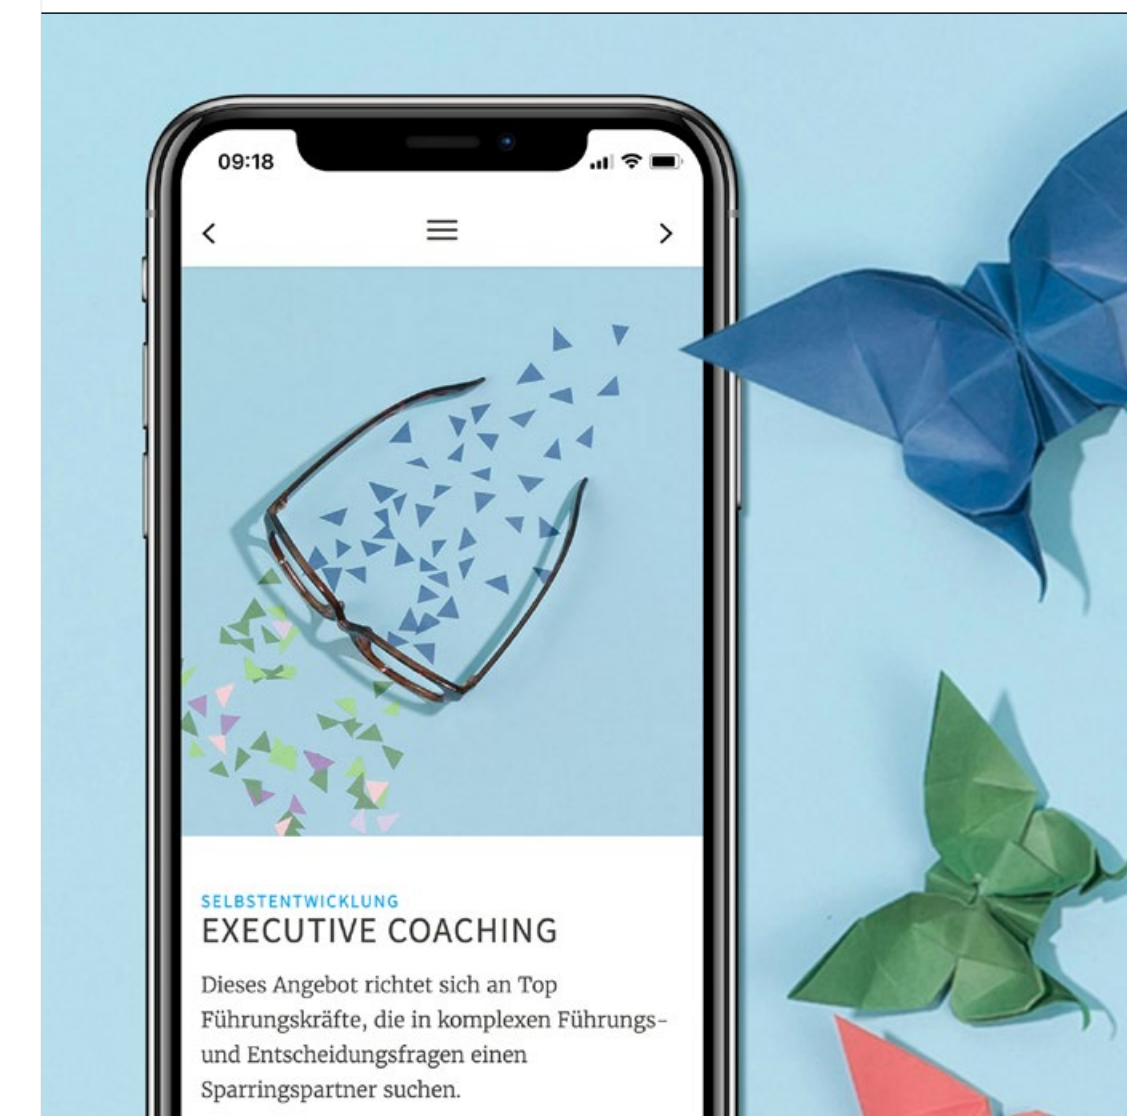 09:18
SELBSTENTWICKLUNG
EXECUTIVE COACHING
Dieses Angebot richtet sich an Top
Führungskräfte, die in komplexen Führungs-
und Entscheidungsfragen einen
Sparringspartner suchen.